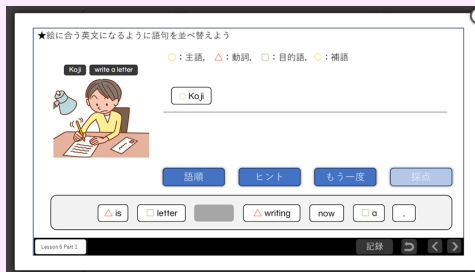 ★絵に合う英文になるように語句を並べ替えよう
○：主語, △：動詞, □：目的語, ◇：補語
Koji write a letter
○ Koji
語順 ヒント もう一度 採点
△ is □ letter △ writing now □ a .
Lesson 6 Part 1 記録